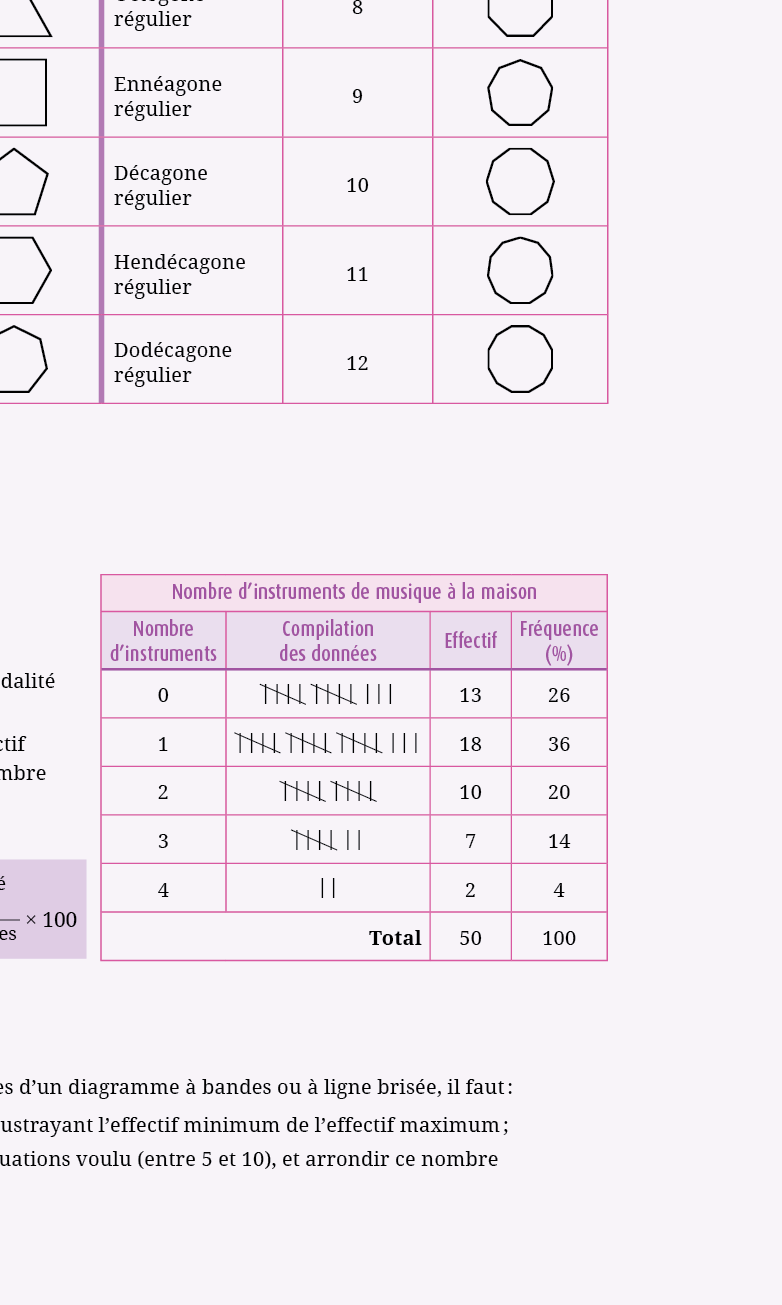 régulier
8
Ennéagone
régulier
9
Décagone
régulier
10
Hendécagone
régulier
11
Dodécagone
régulier
12
Nombre d’instruments de musique à la maison
Nombre d’instruments
Compilation des données
Effectif
Fréquence (%)
0 13 26
1 18 36
2 10 20
3 7 14
4 2 4
Total 50 100
dalité
ctif
mbre
é
es
× 100
es d’un diagramme à bandes ou à ligne brisée, il faut :
ustrayant l’effectif minimum de l’effectif maximum ;
uations voulu (entre 5 et 10), et arrondir ce nombre